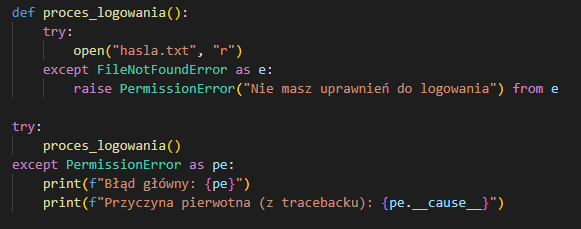 def proces_logowania():
    try:
        open("hasla.txt", "r")
    except FileNotFoundError as e:
        raise PermissionError("Nie masz uprawnień do logowania") from e

try:
    proces_logowania()
except PermissionError as pe:
    print(f"Błąd główny: {pe}")
    print(f"Przyczyna pierwotna (z tracebacku): {pe.__cause__}")